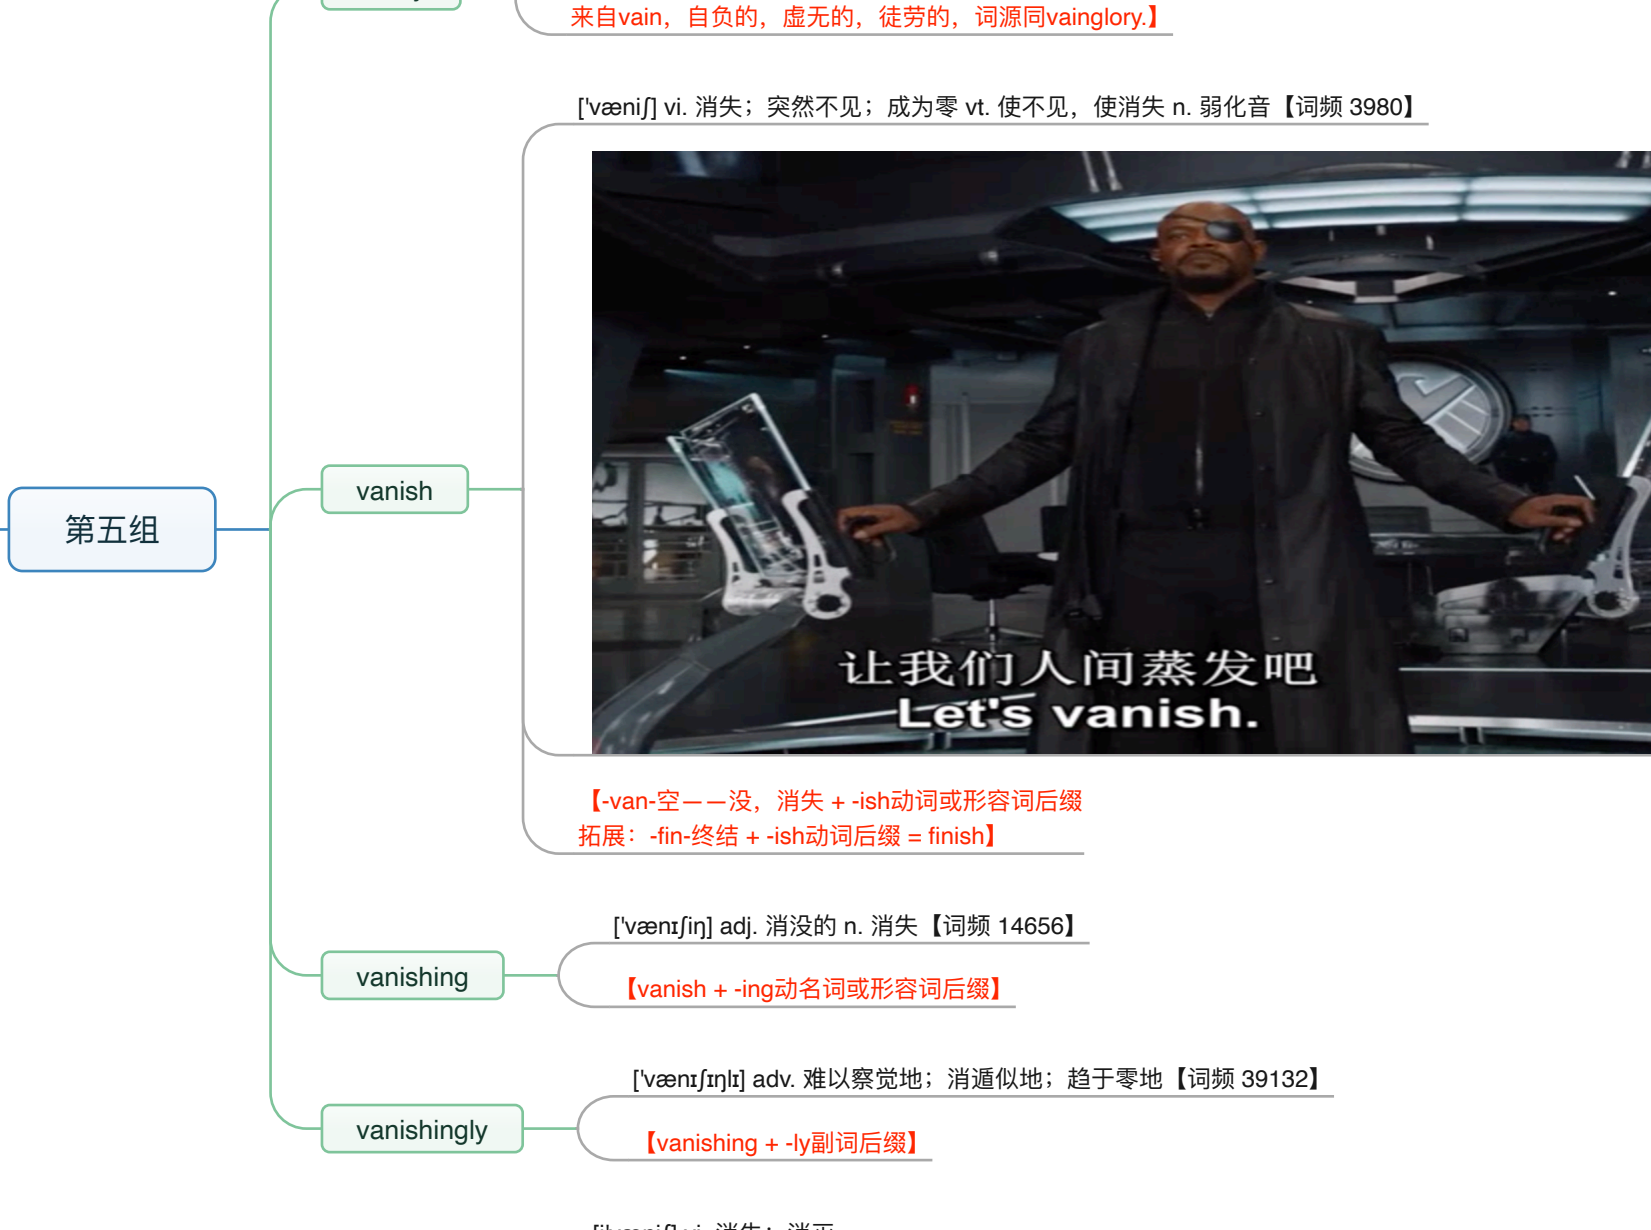 来自vain，自负的，虚无的，徒劳的，词源同vainglory.】
['væniʃ] vi. 消失；突然不见；成为零 vt. 使不见，使消失 n. 弱化音【词频 3980】
让我们人间蒸发吧
Let's vanish.
vanish
第五组
【-van-空——没，消失 + -ish动词或形容词后缀
拓展：-fin-终结 + -ish动词后缀 = finish】
['vænɪʃiŋ] adj. 消没的 n. 消失【词频 14656】
vanishing
【vanish + -ing动名词或形容词后缀】
['vænɪʃɪŋlɪ] adv. 难以察觉地；消遁似地；趋于零地【词频 39132】
vanishingly
【vanishing + -ly副词后缀】